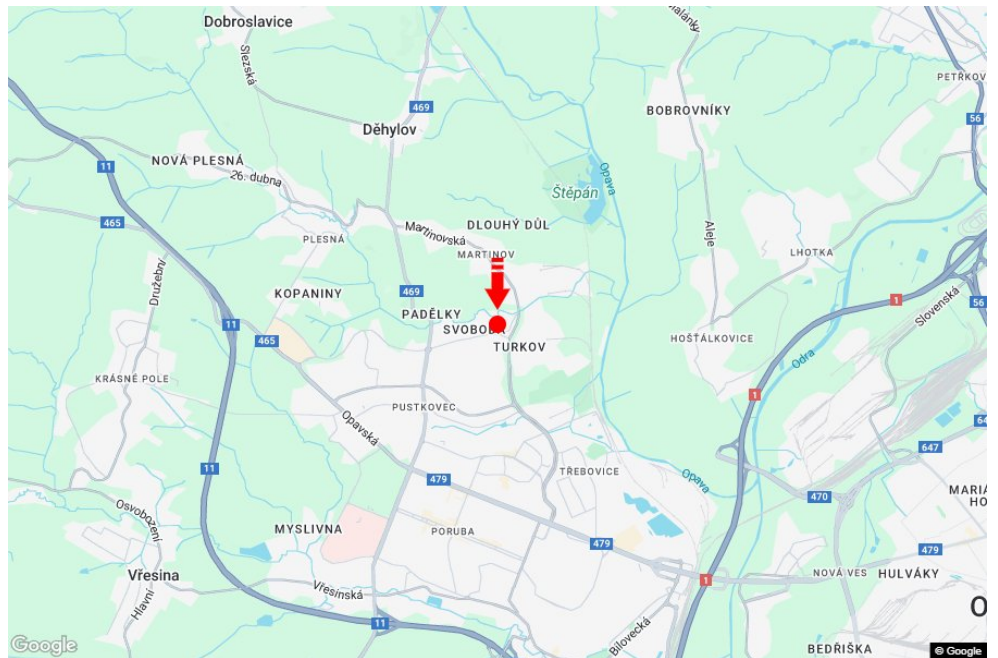 Dobroslavice
Slezská
469
Děhylov
BOBROVNÍKY
PETŘKOV
56
11
NOVÁ PLESNÁ
26. dubna
Štěpán
Opava
465
PLESNÁ
Martinovská
DLOUHÝ DŮL
MARTINOV
Aleje
LHOTKA
Družební
KOPANINY
469
PADĚLKY
SVOBODA
TURKOV
1
56
Slovenská
11
465
HOŠŤÁLKOVICE
Odra
KRÁSNÉ POLE
PUSTKOVEC
Opavská
1
647
11
479
TŘEBOVICE
Opava
470
Osvobození
MYSLIVNA
PORUBA
479
479
Vřesina
Hlavní
Vřesinská
1
NOVÁ VES
HULVÁKY
11
Bílovecká
BEDŘIŠKA
Google
© Google